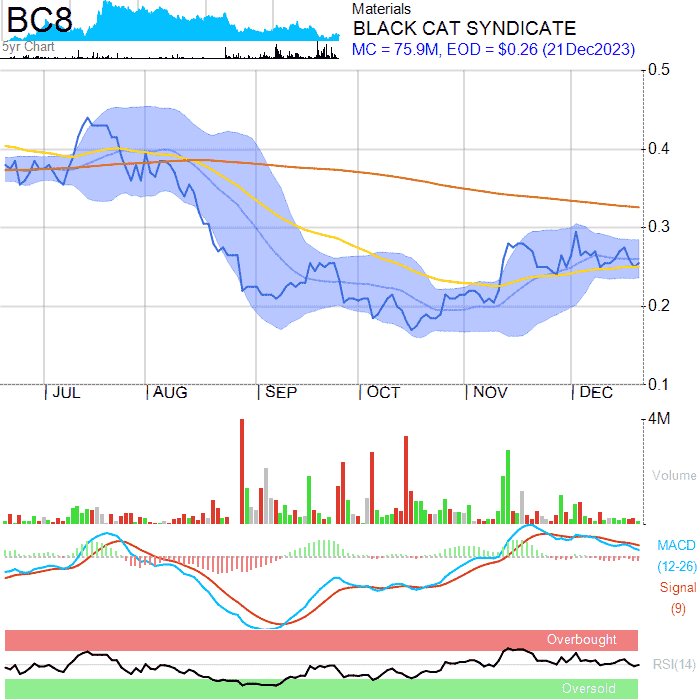 BC8
5yr Chart
Materials
BLACK CAT SYNDICATE
MC = 75.9M, EOD = $0.26 (21Dec2023)
0.5
0.4
0.3
0.2
0.1
JUL AUG SEP OCT NOV DEC
4M
Volume
MACD
(12-26)
Signal
(9)
Overbought
RSI(14)
Oversold